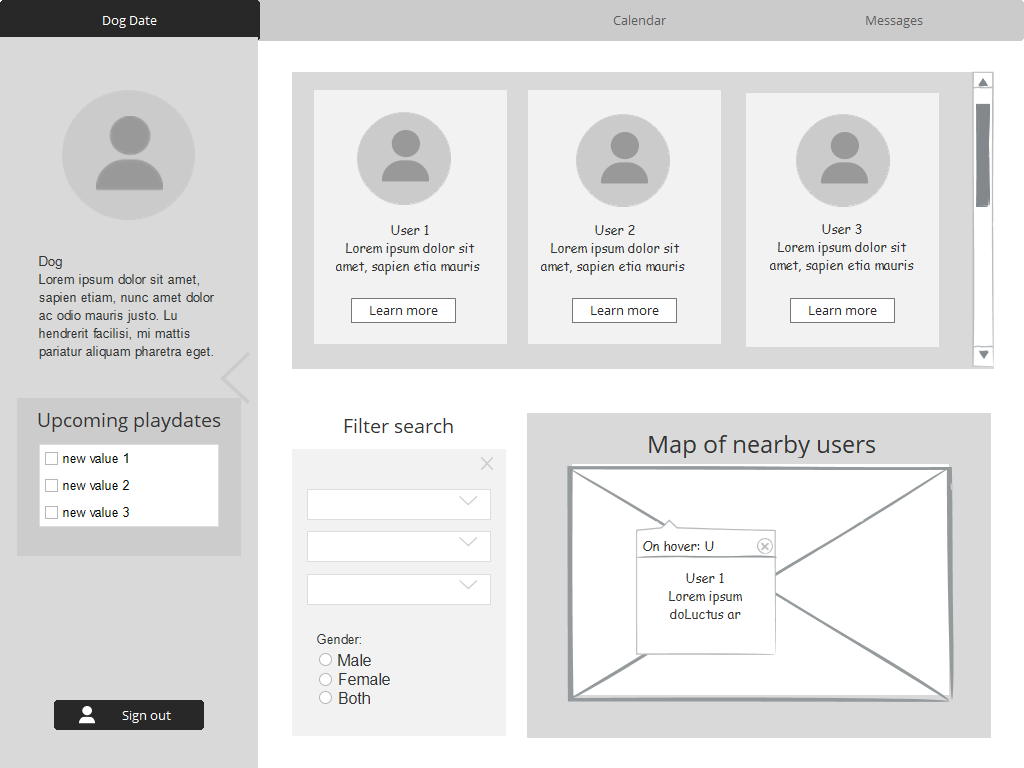 Dog Date
Calendar
Messages
Dog
Lorem ipsum dolor sit amet,
sapien etiam, nunc amet dolor
ac odio mauris justo. Lu
hendrerit facilisi, mi mattis
pariatur aliquam pharetra eget.
Upcoming playdates
new value 1
new value 2
new value 3
Sign out
User 1
Lorem ipsum dolor sit
amet, sapien etia mauris
Learn more
User 2
Lorem ipsum dolor sit
amet, sapien etia mauris
Learn more
User 3
Lorem ipsum dolor sit
amet, sapien etia mauris
Learn more
Filter search
Gender:
Male
Female
Both
Map of nearby users
On hover: U
User 1
Lorem ipsum
doLuctus ar